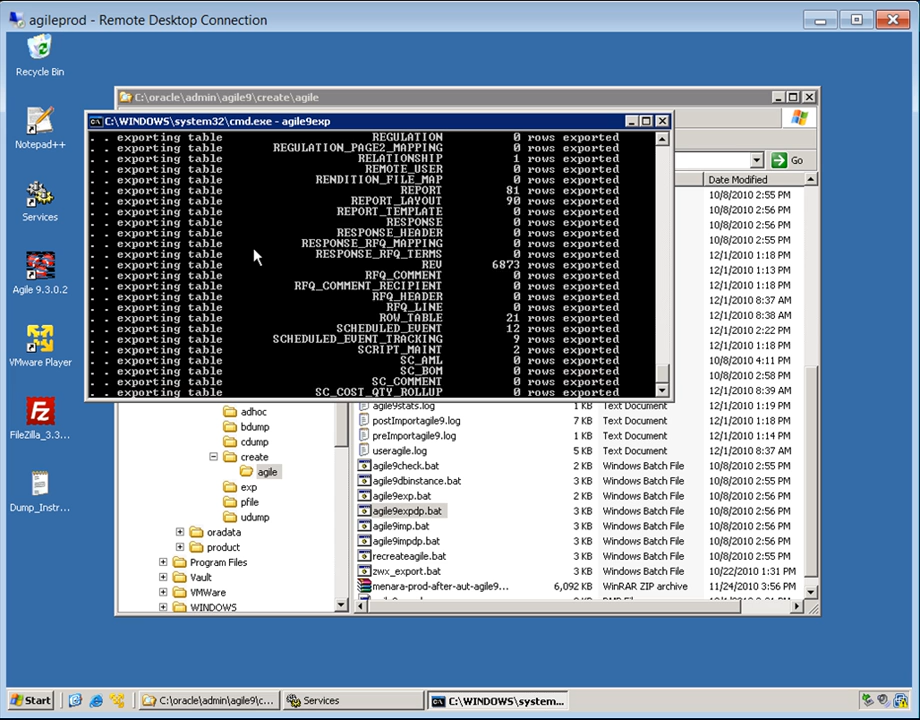 agileprod - Remote Desktop Connection
Recycle Bin
Notepad++
Services
Agile 9.3.0.2
VMware Player
FileZilla_3.3...
Dump_Instr...
C:\oracle\admin\agile9\create\agile
Go
C:\WINDOWS\system32\cmd.exe - agile9exp
. . exporting table REGULATION 0 rows exported
. . exporting table REGULATION_PAGE2_MAPPING 0 rows exported
. . exporting table RELATIONSHIP 1 rows exported
. . exporting table REMOTE_USER 0 rows exported
. . exporting table RENDITION_FILE_MAP 0 rows exported
. . exporting table REPORT 81 rows exported
. . exporting table REPORT_LAYOUT 90 rows exported
. . exporting table REPORT_TEMPLATE 0 rows exported
. . exporting table RESPONSE 0 rows exported
. . exporting table RESPONSE_HEADER 0 rows exported
. . exporting table RESPONSE_RFQ_MAPPING 0 rows exported
. . exporting table RESPONSE_RFQ_TERMS 0 rows exported
. . exporting table REV 6873 rows exported
. . exporting table RFQ_COMMENT 0 rows exported
. . exporting table RFQ_COMMENT_RECIPIENT 0 rows exported
. . exporting table RFQ_HEADER 0 rows exported
. . exporting table RFQ_LINE 0 rows exported
. . exporting table ROW_TABLE 21 rows exported
. . exporting table SCHEDULED_EVENT 12 rows exported
. . exporting table SCHEDULED_EVENT_TRACKING 9 rows exported
. . exporting table SCRIPT_MAINT 2 rows exported
. . exporting table SC_AML 0 rows exported
. . exporting table SC_BOM 0 rows exported
. . exporting table SC_COMMENT 0 rows exported
. . exporting table SC_COST_QTY_ROLLUP 0 rows exported
Date Modified
10/8/2010 2:55 PM
10/8/2010 2:56 PM
10/8/2010 2:56 PM
10/8/2010 2:55 PM
12/1/2010 1:18 PM
12/1/2010 1:13 PM
12/1/2010 1:18 PM
12/1/2010 8:37 AM
12/1/2010 8:38 AM
12/1/2010 2:22 PM
12/1/2010 1:18 PM
10/8/2010 4:11 PM
12/1/2010 1:18 PM
12/1/2010 8:39 AM
adhoc
bdump
cdump
create
agile
exp
pfile
udump
oradata
product
Program Files
Vault
VMWare
WINDOWS
agile9stats.log 1 KB Text Document 12/1/2010 1:19 PM
postImportagile9.log 7 KB Text Document 12/1/2010 1:18 PM
preImportagile9.log 1 KB Text Document 12/1/2010 1:14 PM
useragile.log 5 KB Text Document 12/1/2010 8:37 AM
agile9check.bat 2 KB Windows Batch File 10/8/2010 2:55 PM
agile9dbinstance.bat 3 KB Windows Batch File 10/8/2010 2:55 PM
agile9exp.bat 2 KB Windows Batch File 10/8/2010 2:56 PM
agile9expdp.bat 3 KB Windows Batch File 10/8/2010 2:56 PM
agile9imp.bat 3 KB Windows Batch File 10/8/2010 2:56 PM
agile9impdp.bat 3 KB Windows Batch File 10/8/2010 2:56 PM
recreateagile.bat 3 KB Windows Batch File 10/8/2010 2:55 PM
zwx_export.bat 3 KB Windows Batch File 10/22/2010 1:31 PM
menara-prod-after-aut-agile9... 6,092 KB WinRAR ZIP archive 11/24/2010 3:56 PM
Start
C:\oracle\admin\agile9\c...
Services
C:\WINDOWS\system...